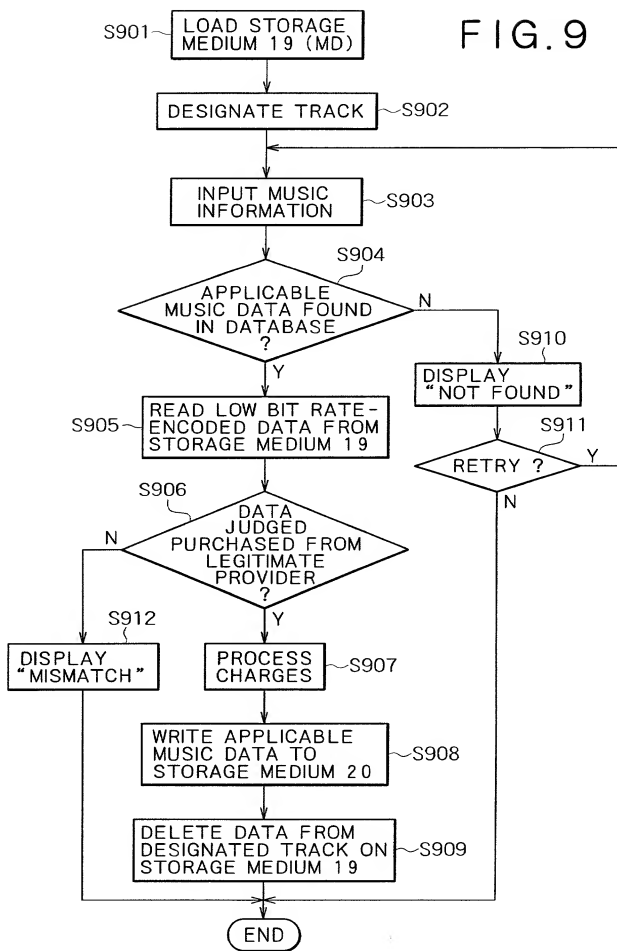 FIG.9
S901
LOAD STORAGE
MEDIUM 19 (MD)
DESIGNATE TRACK
S902
INPUT MUSIC
INFORMATION
S903
S904
APPLICABLE
MUSIC DATA FOUND
IN DATABASE
?
N
Y
S910
DISPLAY
"NOT FOUND"
S905
READ LOW BIT RATE-
ENCODED DATA FROM
STORAGE MEDIUM 19
S911
RETRY ?
Y
N
S906
DATA
JUDGED
PURCHASED FROM
LEGITIMATE
PROVIDER
?
N
Y
S912
DISPLAY
"MISMATCH"
PROCESS
CHARGES
S907
WRITE APPLICABLE
MUSIC DATA TO
STORAGE MEDIUM 20
S908
DELETE DATA FROM
DESIGNATED TRACK ON
STORAGE MEDIUM 19
S909
END